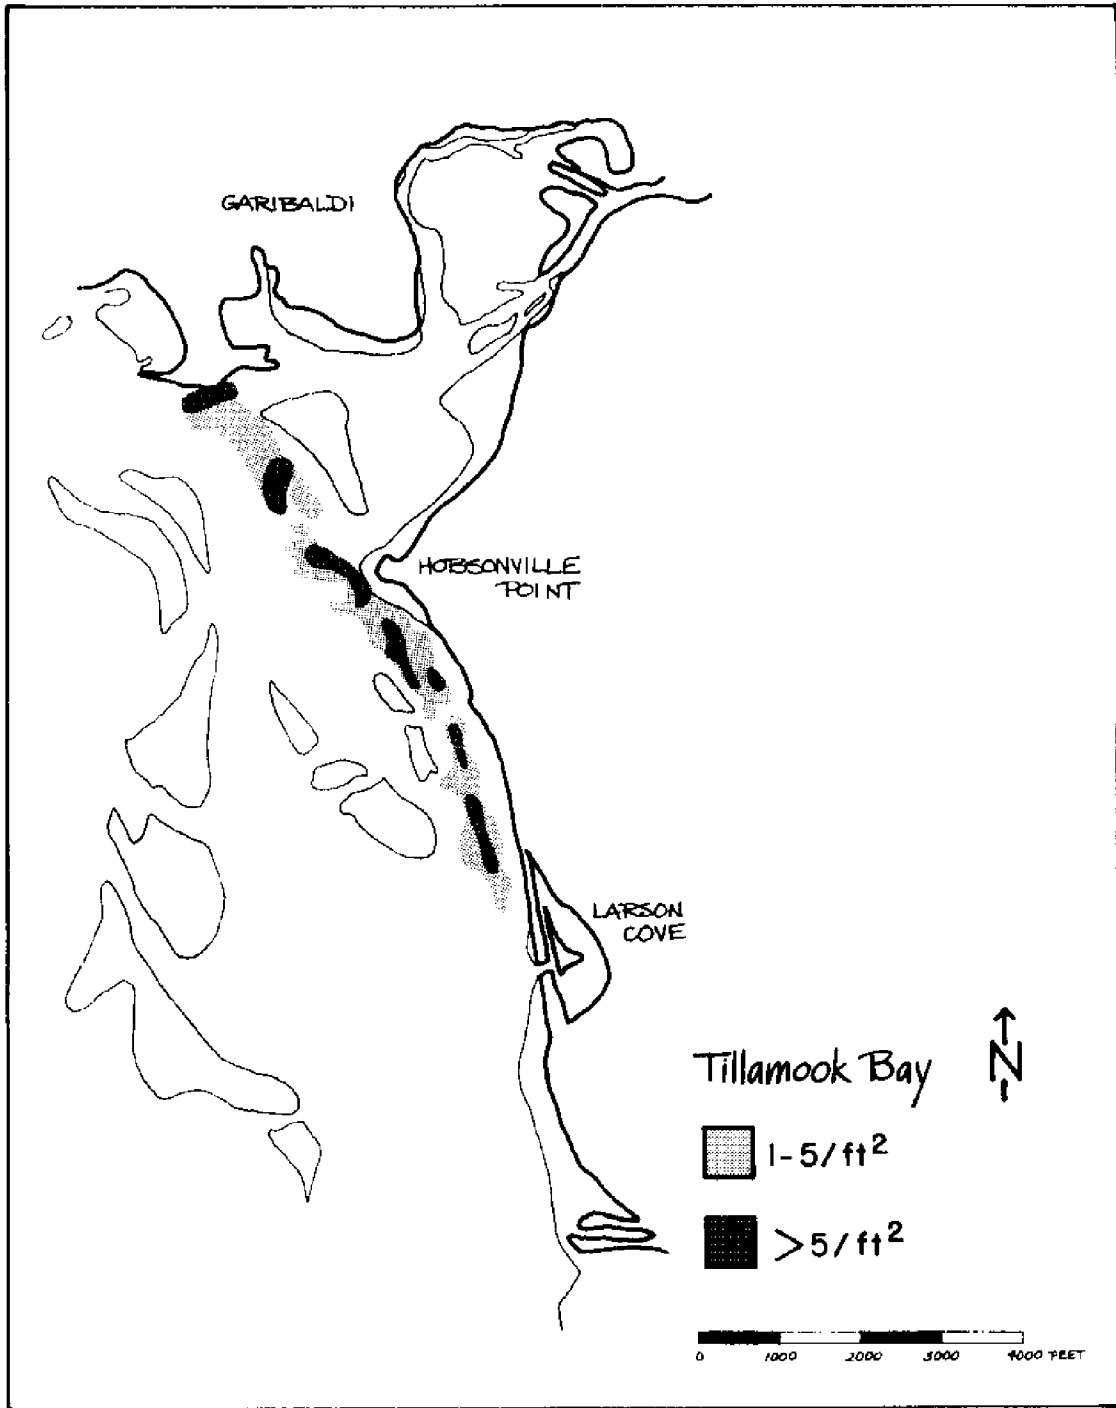 GARIBALDI
HOBSONVILLE
POINT
LARSON
COVE
Tillamook Bay
N
1-5/ft²
>5/ft²
0 1000 2000 3000 4000 FEET